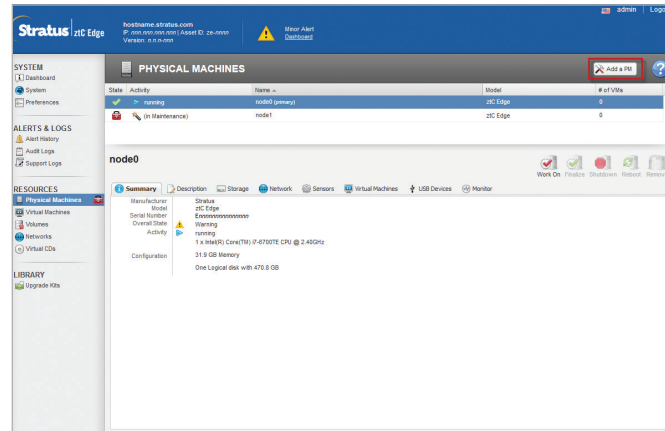 admin | Logo
Stratus ztC Edge
hostname.stratus.com
IP: nnn.nnn.nnn.nnn | Asset ID: ze-nnnn
Version: n.n.n-nnn
Minor Alert
Dashboard
SYSTEM
Dashboard
System
Preferences
ALERTS & LOGS
Alert History
Audit Logs
Support Logs
RESOURCES
Physical Machines
Virtual Machines
Volumes
Networks
Virtual CDs
LIBRARY
Upgrade Kits
PHYSICAL MACHINES
Add a PM
?
State Activity Name Model # of VMs
running node0 (primary) ztC Edge 0
(in Maintenance) node1 ztC Edge 0
node0
Work On Finalize Shutdown Reboot Remov
Summary Description Storage Network Sensors Virtual Machines USB Devices Monitor
Manufacturer Stratus
Model ztC Edge
Serial Number
Overall State Warning
Activity running
1 x Intel(R) Core(TM) i7-6700TE CPU @ 2.40GHz
Configuration 31.9 GB Memory
One Logical disk with 470.8 GB